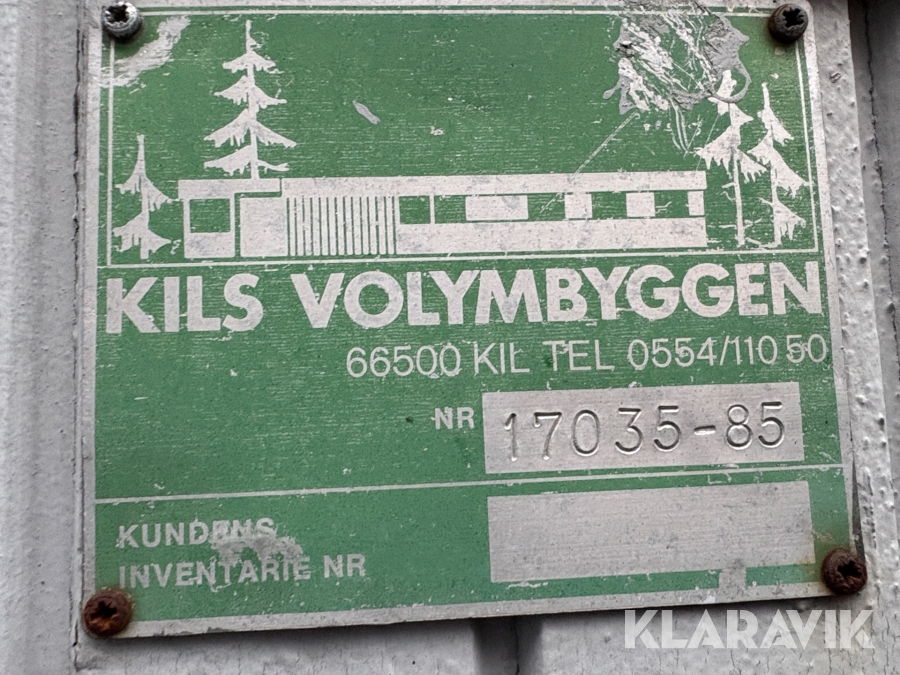 KILS VOLYMBYGGEN
66500 KIL TEL 0554/110 50
NR 17035-85
KUNDENS
INVENTARIE NR
KLARAVIK